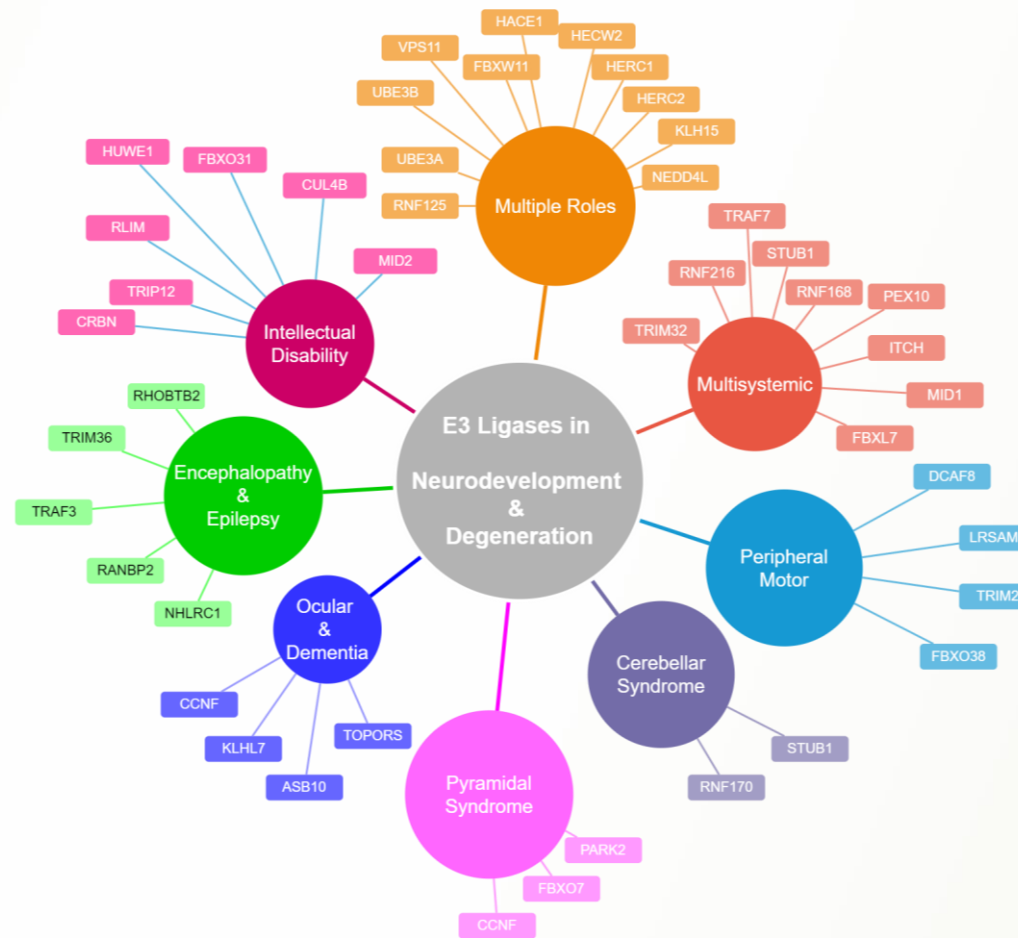 HACE1
HECW2
VPS11
FBXW11
HERC1
UBE3B
HERC2
KLH15
UBE3A
NEDD4L
RNF125
Multiple Roles
HUWE1
FBXO31
CUL4B
RLIM
MID2
TRIP12
CRBN
Intellectual
Disability
TRAF7
STUB1
RNF216
RNF168
PEX10
TRIM32
ITCH
MID1
FBXL7
Multisystemic
E3 Ligases in
Neurodevelopment
&
Degeneration
RHOBTB2
TRIM36
TRAF3
RANBP2
NHLRC1
Encephalopathy
&
Epilepsy
DCAF8
LRSAM
TRIM2
FBXO38
Peripheral
Motor
Ocular
&
Dementia
CCNF
KLHL7
ASB10
TOPORS
Cerebellar
Syndrome
STUB1
RNF170
Pyramidal
Syndrome
PARK2
FBXO7
CCNF